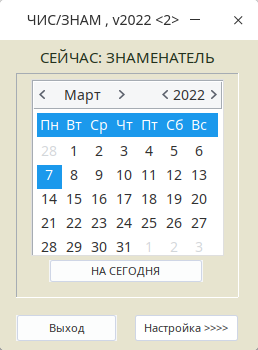 ЧИС/ЗНАМ , v2022 <2>
СЕЙЧАС: ЗНАМЕНАТЕЛЬ
Март 2022
Пн Вт Ср Чт Пт Сб Вс
28 1 2 3 4 5 6
7 8 9 10 11 12 13
14 15 16 17 18 19 20
21 22 23 24 25 26 27
28 29 30 31 1 2 3
НА СЕГОДНЯ
Выход Настройка >>>>